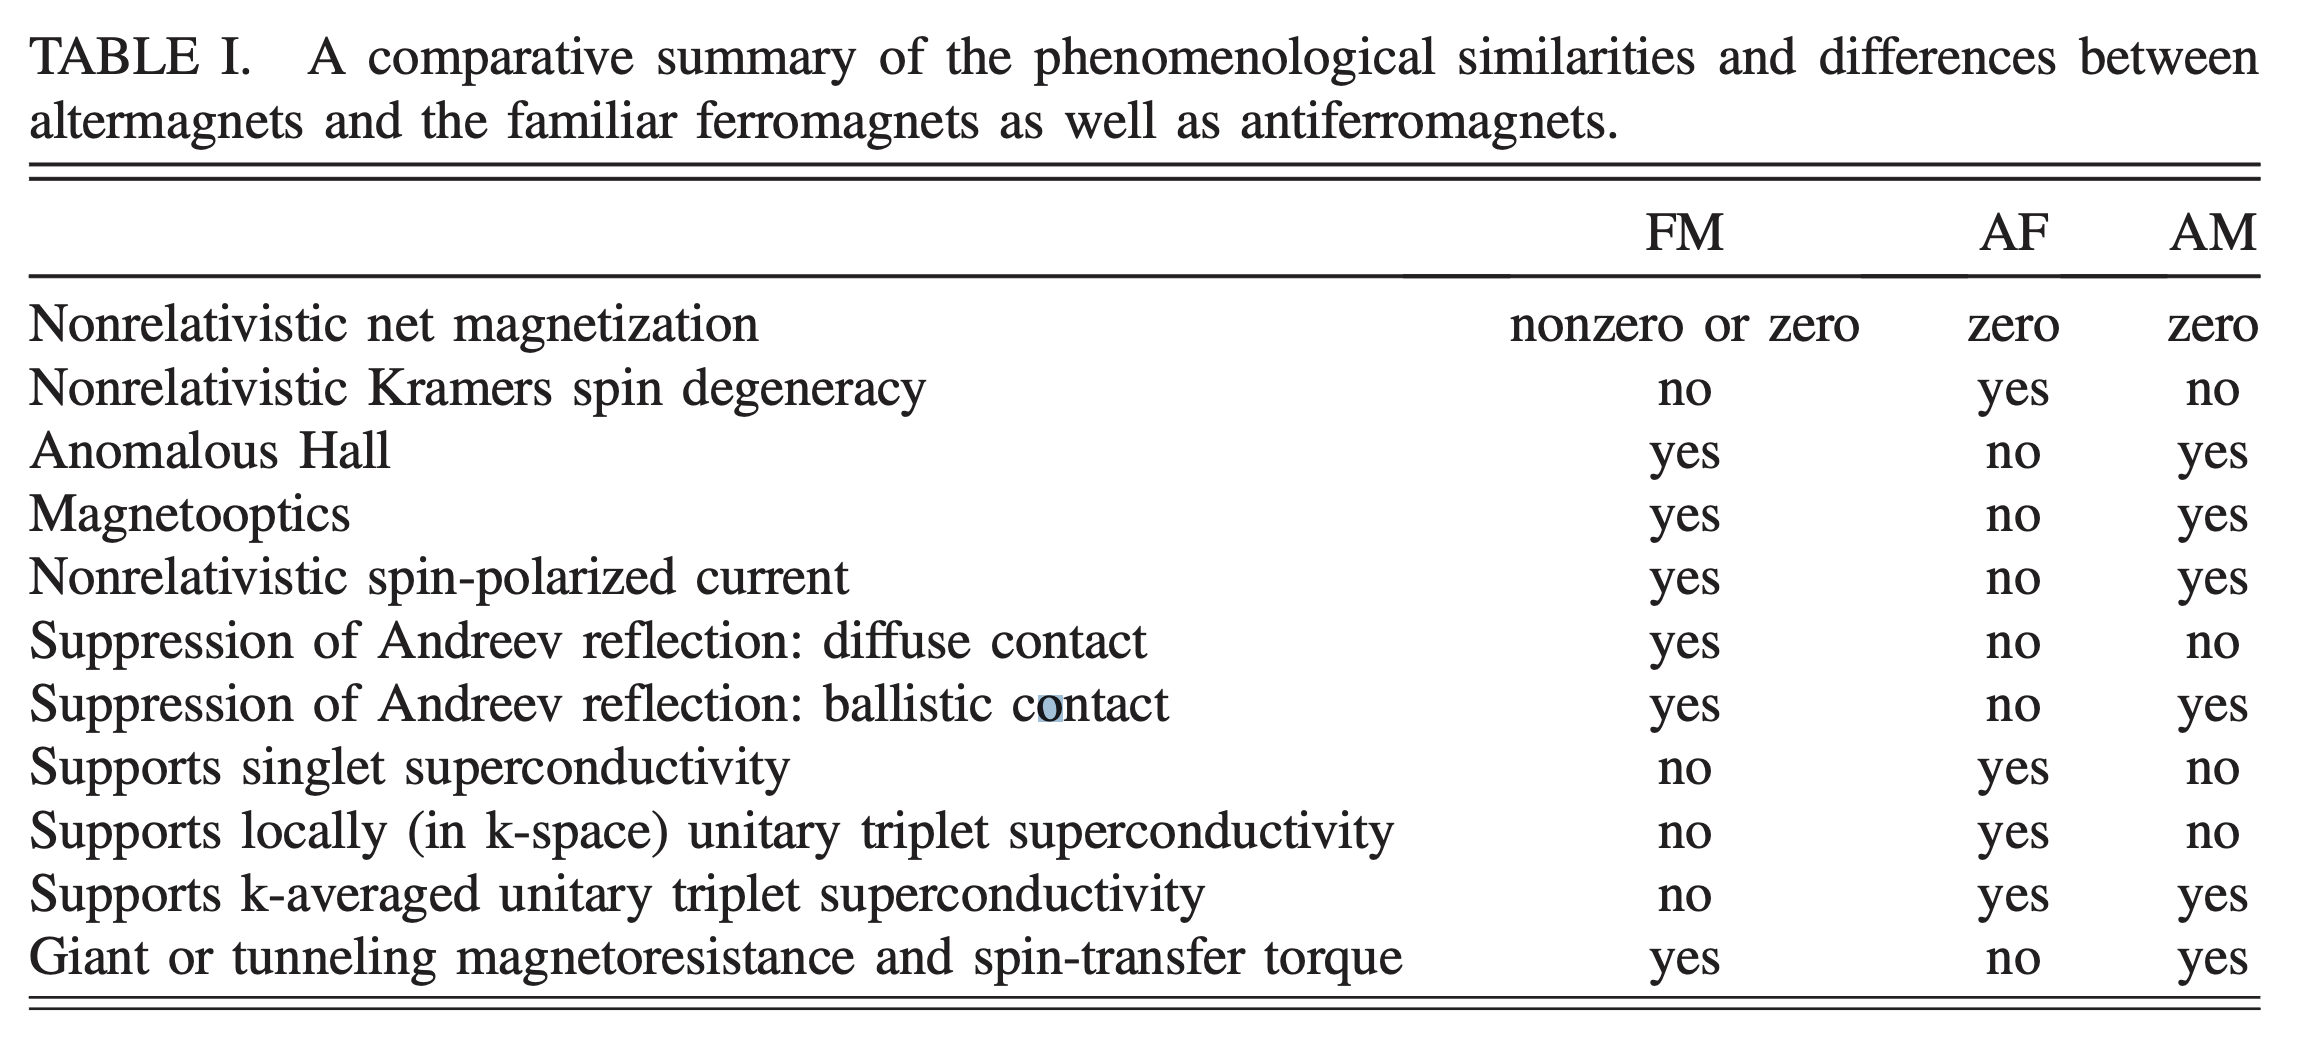 TABLE I. A comparative summary of the phenomenological similarities and differences between
altermagnets and the familiar ferromagnets as well as antiferromagnets.
FM AF AM
Nonrelativistic net magnetization nonzero or zero zero zero
Nonrelativistic Kramers spin degeneracy no yes no
Anomalous Hall yes no yes
Magnetooptics yes no yes
Nonrelativistic spin-polarized current yes no yes
Suppression of Andreev reflection: diffuse contact yes no no
Suppression of Andreev reflection: ballistic contact yes no yes
Supports singlet superconductivity no yes no
Supports locally (in k-space) unitary triplet superconductivity no yes no
Supports k-averaged unitary triplet superconductivity no yes yes
Giant or tunneling magnetoresistance and spin-transfer torque yes no yes